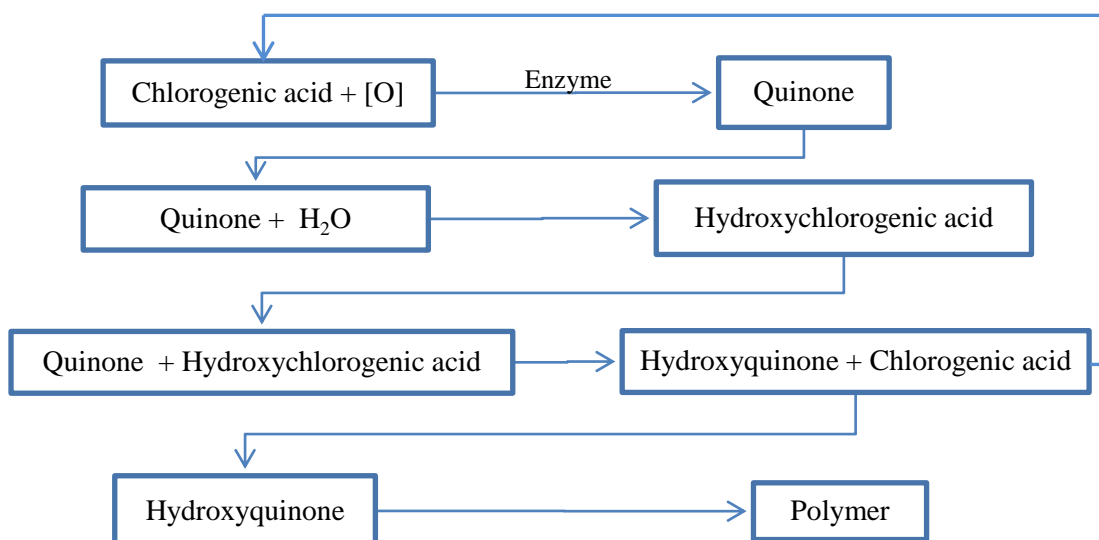 Chlorogenic acid + [O]
Enzyme
Quinone
Quinone + H₂O
Hydroxychlorogenic acid
Quinone + Hydroxychlorogenic acid
Hydroxyquinone + Chlorogenic acid
Hydroxyquinone
Polymer